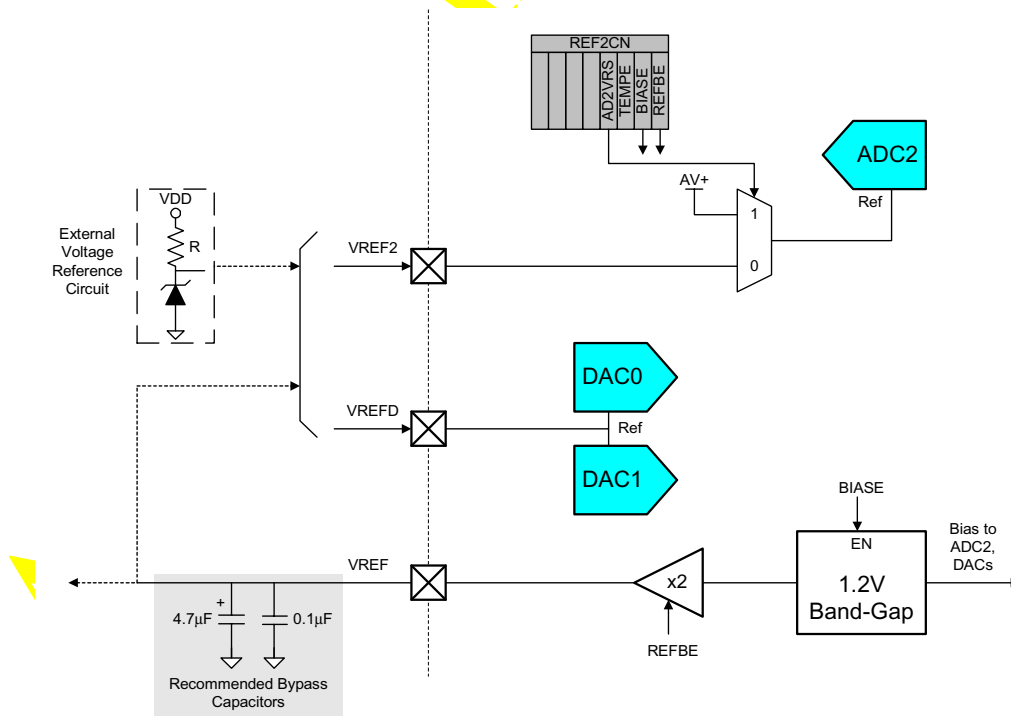 REF2CN
AD2VRS
TEMPE
BIASE
REFBE
ADC2
Ref
AV+
1
0
VDD
R
External
Voltage
Reference
Circuit
VREF2
DAC0
VREFD
Ref
DAC1
BIASE
EN
1.2V
Band-Gap
Bias to
ADC2,
DACs
VREF
x2
REFBE
+
4.7µF
0.1µF
Recommended Bypass
Capacitors